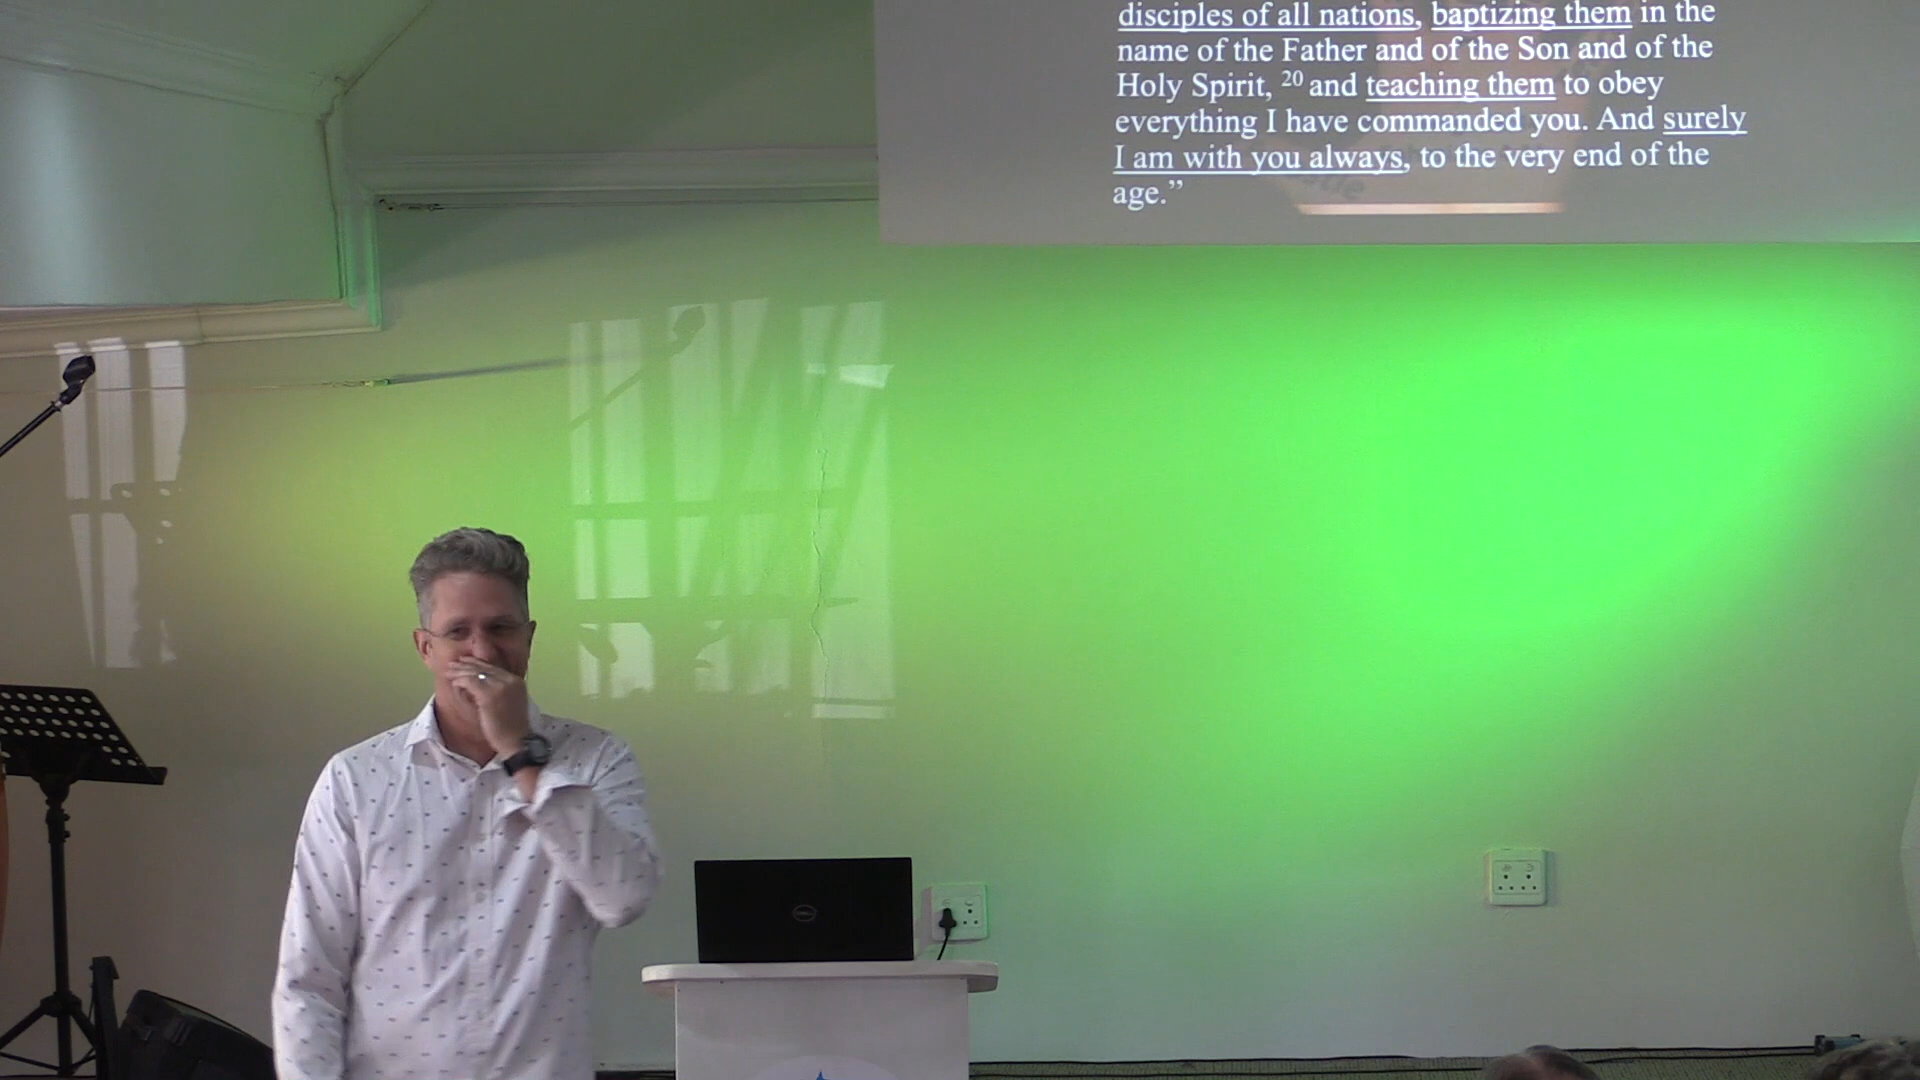 disciples of all nations, baptizing them in the
name of the Father and of the Son and of the
Holy Spirit, 20 and teaching them to obey
everything I have commanded you. And surely
I am with you always, to the very end of the
age.”
DELL